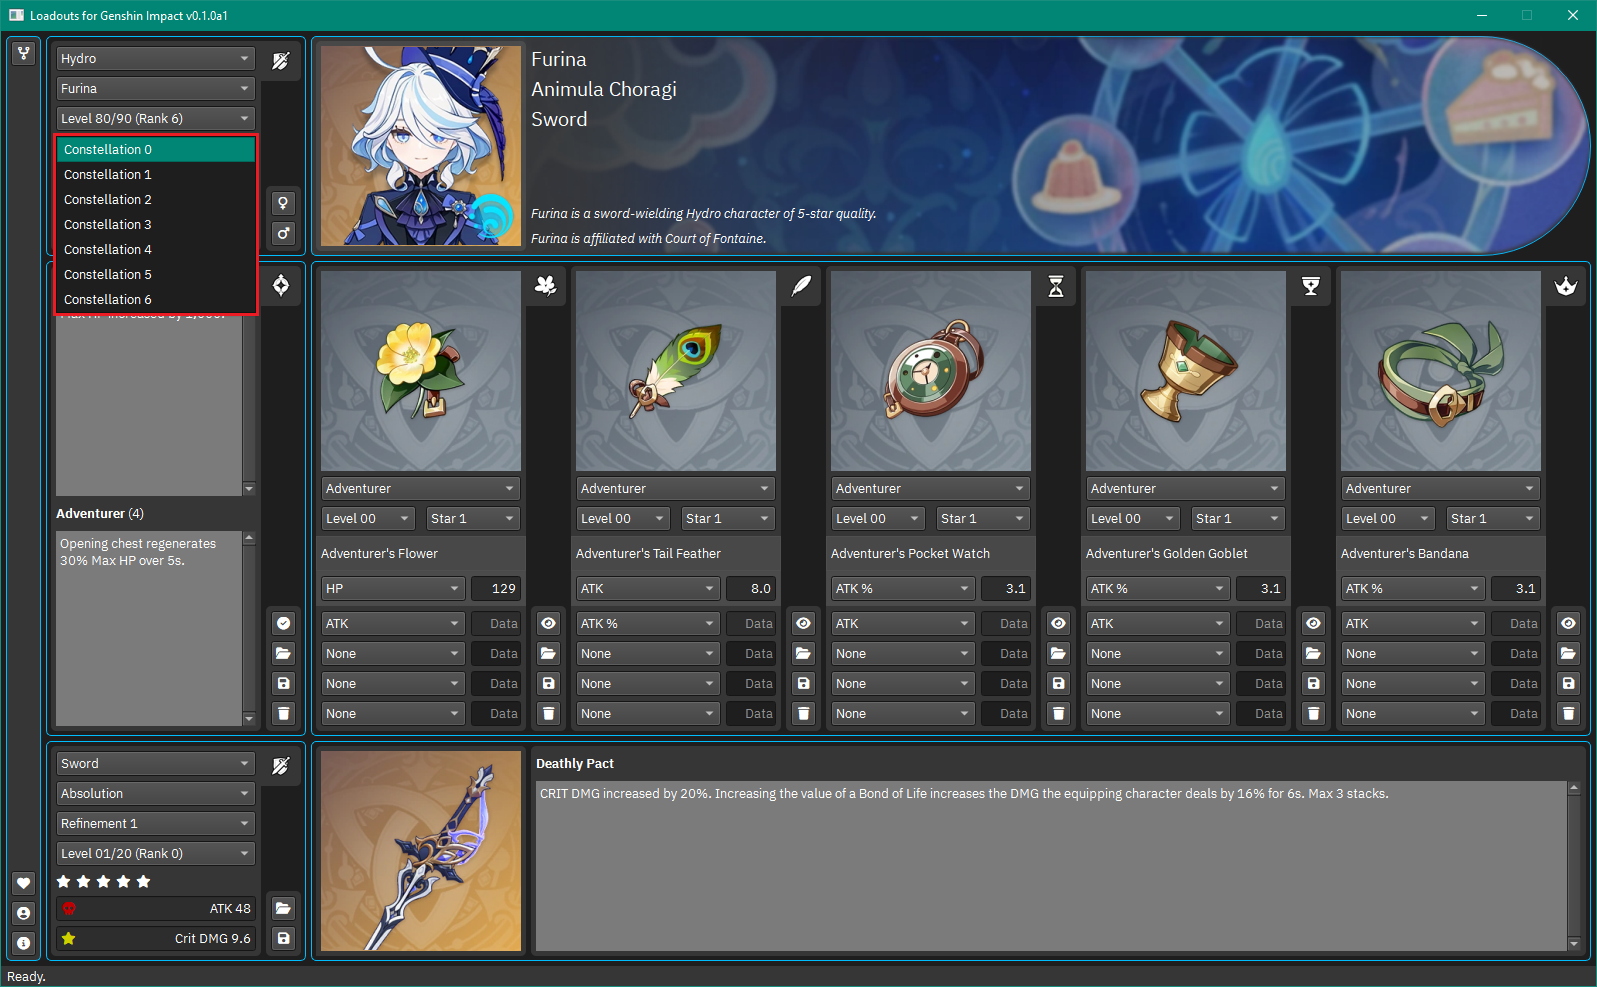 Loadouts for Genshin Impact v0.1.0a1
Hydro
Furina
Level 80/90 (Rank 6)
Constellation 0
Constellation 1
Constellation 2
Constellation 3
Constellation 4
Constellation 5
Constellation 6
Furina
Animula Choragi
Sword
Furina is a sword-wielding Hydro character of 5-star quality.
Furina is affiliated with Court of Fontaine.
Max HP increased by 1,000.
Adventurer (4)
Opening chest regenerates
30% Max HP over 5s.
Adventurer
Level 00 Star 1
Adventurer's Flower
HP 129
ATK Data
None Data
None Data
None Data
Adventurer
Level 00 Star 1
Adventurer's Tail Feather
ATK 8.0
ATK % Data
None Data
None Data
None Data
Adventurer
Level 00 Star 1
Adventurer's Pocket Watch
ATK % 3.1
ATK Data
None Data
None Data
None Data
Adventurer
Level 00 Star 1
Adventurer's Golden Goblet
ATK % 3.1
ATK Data
None Data
None Data
None Data
Adventurer
Level 00 Star 1
Adventurer's Bandana
ATK % 3.1
ATK Data
None Data
None Data
None Data
Sword
Absolution
Refinement 1
Level 01/20 (Rank 0)
ATK 48
Crit DMG 9.6
Deathly Pact
CRIT DMG increased by 20%. Increasing the value of a Bond of Life increases the DMG the equipping character deals by 16% for 6s. Max 3 stacks.
Ready.